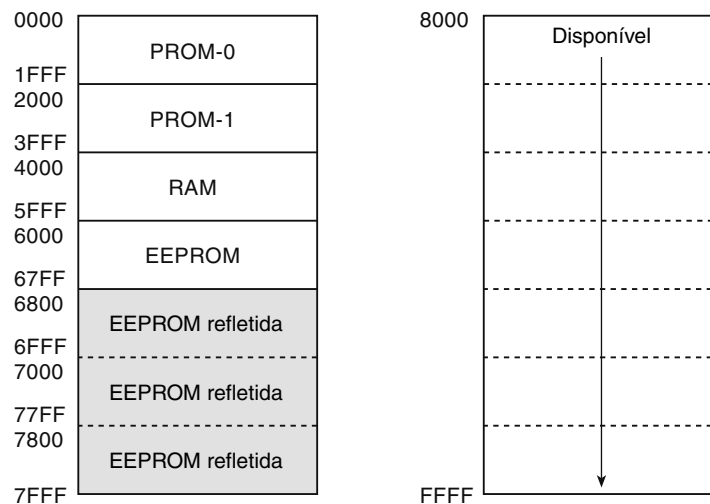 0000
PROM-0
1FFF
2000
PROM-1
3FFF
4000
RAM
5FFF
6000
EEPROM
67FF
6800
EEPROM refletida
6FFF
7000
EEPROM refletida
77FF
7800
EEPROM refletida
7FFF
8000
Disponível
FFFF